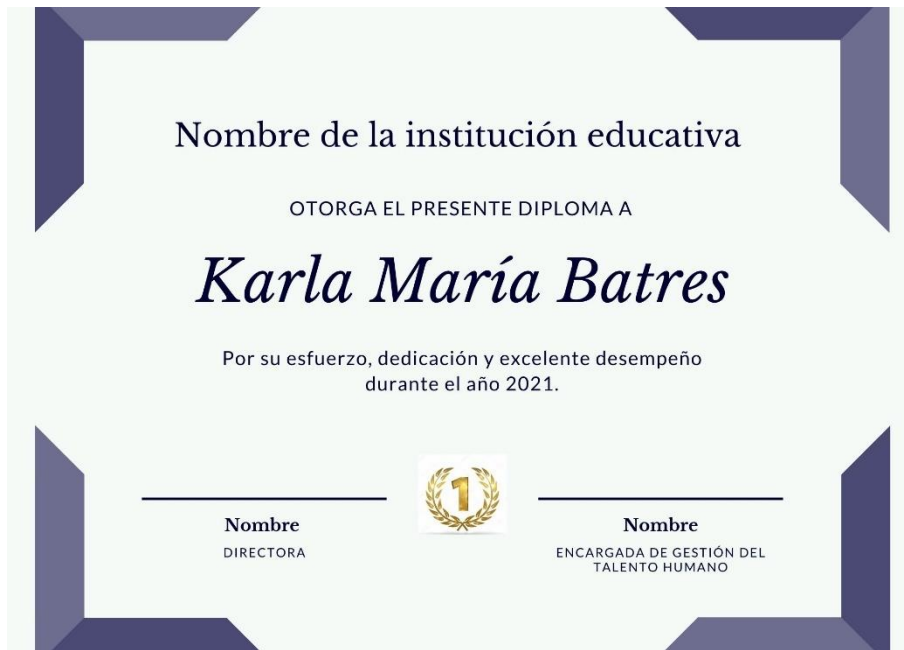 Nombre de la institución educativa
OTORGA EL PRESENTE DIPLOMA A
Karla María Batres
Por su esfuerzo, dedicación y excelente desempeño
durante el año 2021.
1
Nombre
DIRECTORA
Nombre
ENCARGADA DE GESTIÓN DEL
TALENTO HUMANO